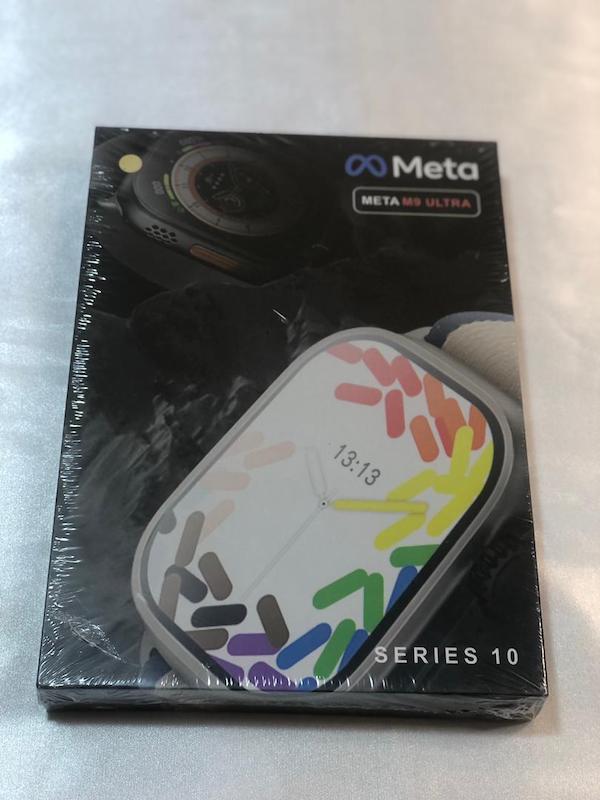 Meta
META M9 ULTRA
13:13
SERIES 10